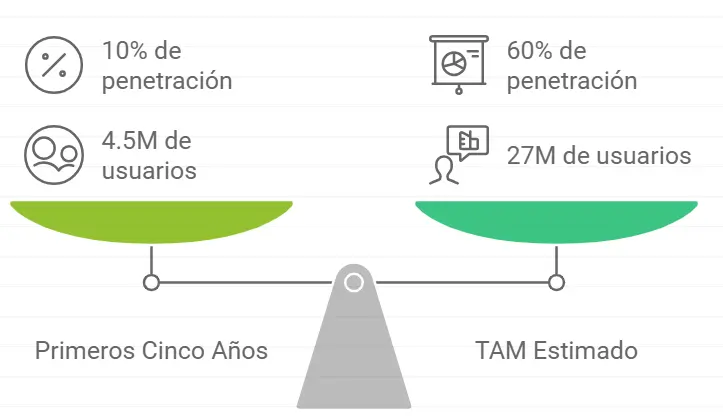 10% de
penetración
4.5M de
usuarios
60% de
penetración
27M de usuarios
Primeros Cinco Años
TAM Estimado